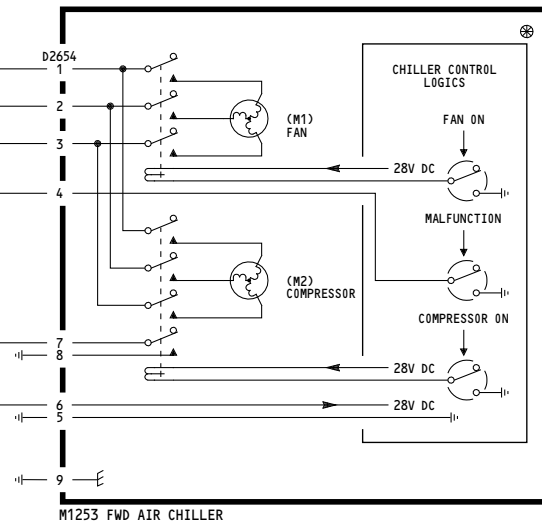 D2654
1
CHILLER CONTROL
LOGICS
2
(M1)
FAN
FAN ON
3
28V DC
4
MALFUNCTION
(M2)
COMPRESSOR
COMPRESSOR ON
7
8
28V DC
6
28V DC
5
9
M1253 FWD AIR CHILLER